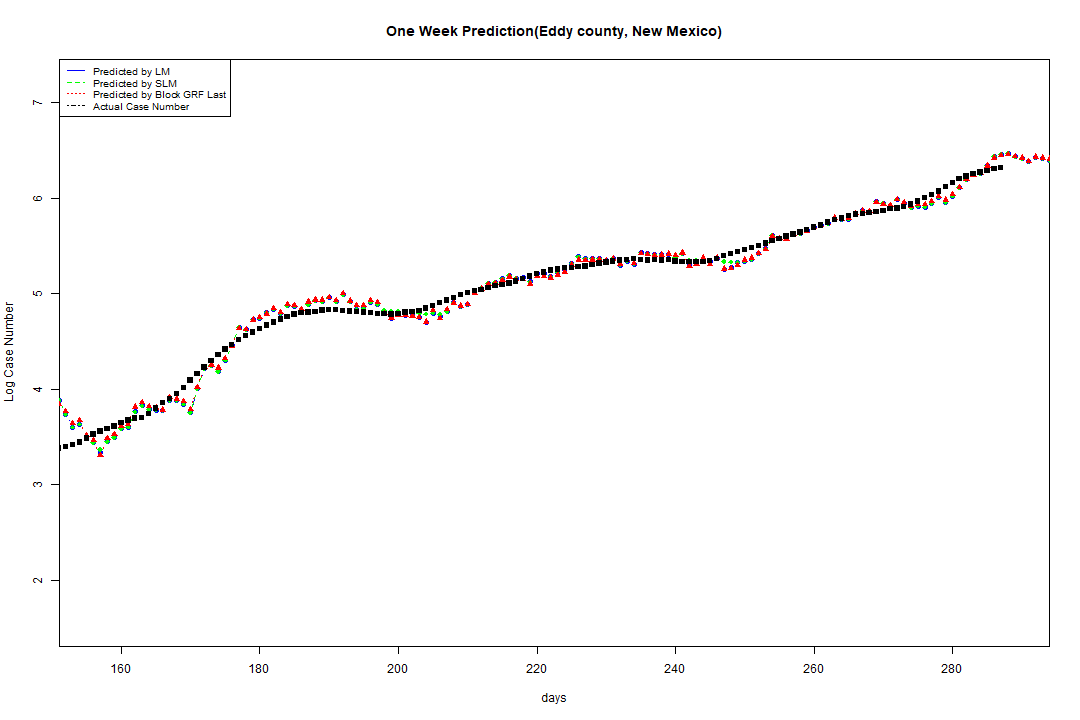 One Week Prediction(Eddy county, New Mexico)
Predicted by LM
Predicted by SLM
Predicted by Block GRF Last
Actual Case Number
7
6
5
4
3
2
Log Case Number
160 180 200 220 240 260 280
days